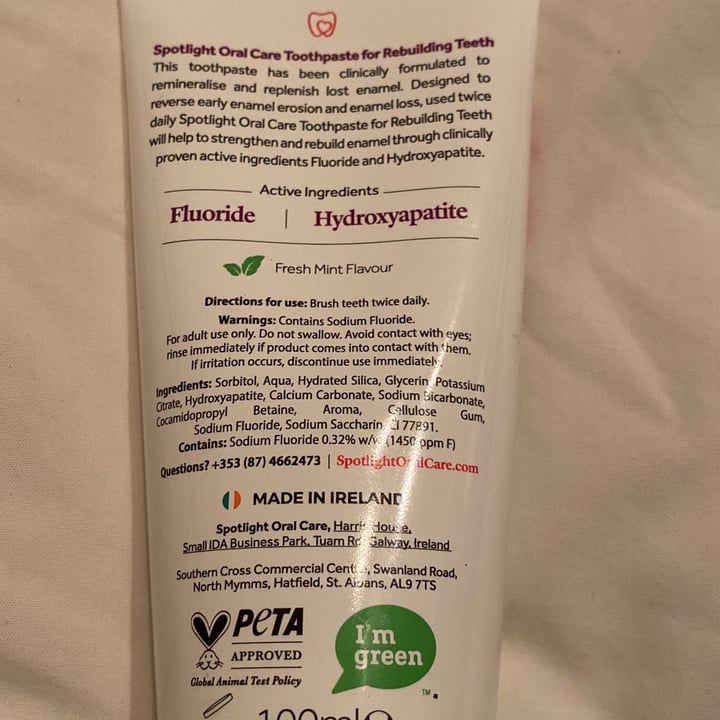 Spotlight Oral Care Toothpaste for Rebuilding Teeth
This toothpaste has been clinically formulated to
remineralise and replenish lost enamel. Designed to
reverse early enamel erosion and enamel loss, used twice
daily Spotlight Oral Care Toothpaste for Rebuilding Teeth
will help to strengthen and rebuild enamel through clinically
proven active ingredients Fluoride and Hydroxyapatite.
Active Ingredients
Fluoride | Hydroxyapatite
Fresh Mint Flavour
Directions for use: Brush teeth twice daily.
Warnings: Contains Sodium Fluoride.
For adult use only. Do not swallow. Avoid contact with eyes;
rinse immediately if product comes into contact with them.
If irritation occurs, discontinue use immediately.
Ingredients: Sorbitol, Aqua, Hydrated Silica, Glycerin, Potassium
Citrate, Hydroxyapatite, Calcium Carbonate, Sodium Bicarbonate,
Cocamidopropyl Betaine, Aroma, Cellulose Gum,
Sodium Fluoride, Sodium Saccharin, CI 77891.
Contains: Sodium Fluoride 0.32% w/w (1450 ppm F)
Questions? +353 (87) 4662473 | SpotlightOralCare.com
MADE IN IRELAND
Spotlight Oral Care, House,
Small IDA Business Park, Tuam Rd, Galway, Ireland
Southern Cross Commercial Centre, Swanland Road,
North Mymms, Hatfield, St. Albans, AL9 7TS
PETA
APPROVED
Global Animal Test Policy
I'm
green
TM
100ml e